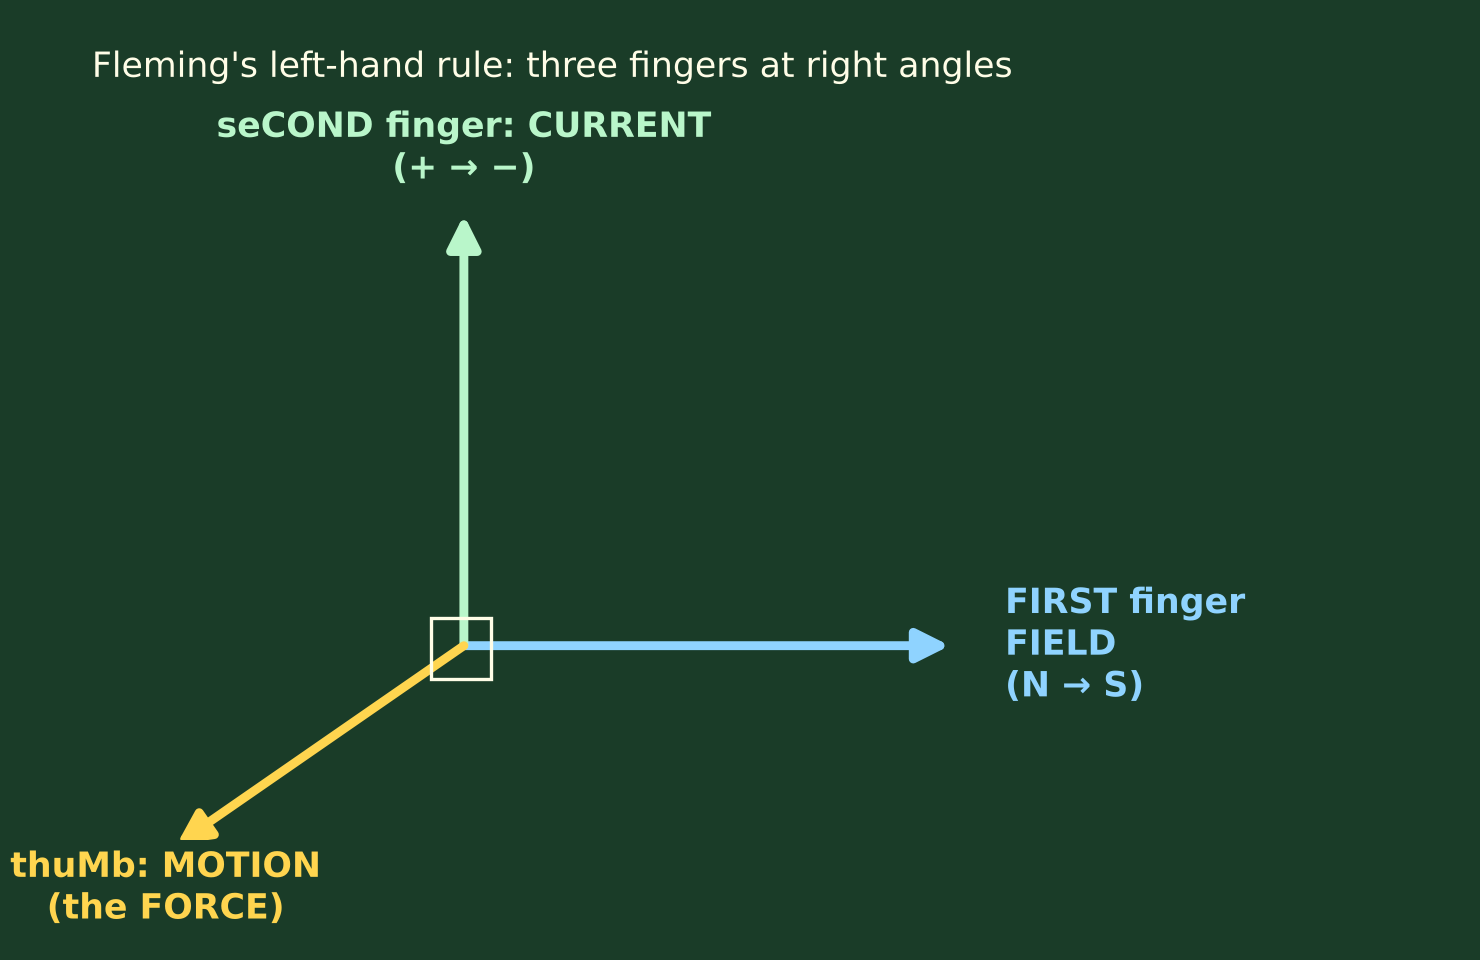 Fleming's left-hand rule: three fingers at right angles
seCOND finger: CURRENT
(+ → −)
FIRST finger
FIELD
(N → S)
thuMb: MOTION
(the FORCE)